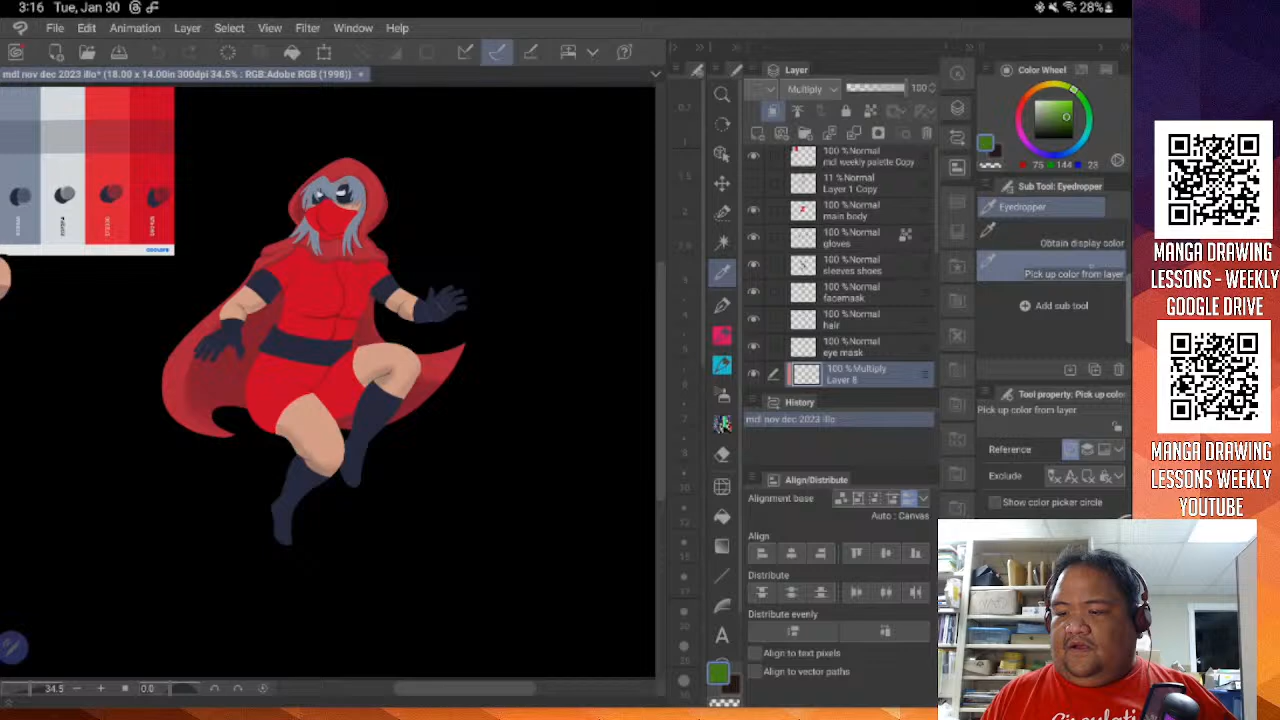 3:16 Tue, Jan 30
28%
File Edit Animation Layer Select View Filter Window Help
mdl nov dec 2023 illo* (18.00 x 14.00in 300dpi 34.5% : RGB:Adobe RGB (1998))
Layer
Multiply 100
100 %Normal
mdl weekly palette Copy
11 %Normal
Layer 1 Copy
100 %Normal
main body
100 %Normal
gloves
100 %Normal
sleeves shoes
100 %Normal
facemask
100 %Normal
hair
100 %Normal
eye mask
100 %Multiply
Layer 8
History
mdl nov dec 2023 illo
Align/Distribute
Alignment base
Auto : Canvas
Align
Distribute
Distribute evenly
Align to text pixels
Align to vector paths
Color Wheel
75 144 23
Sub Tool: Eyedropper
Eyedropper
Obtain display color
Pick up color from layer
Add sub tool
Tool property: Pick up color
Pick up color from layer
Reference
Exclude
Show color picker circle
34.5
0.0
MANGA DRAWING
LESSONS - WEEKLY
GOOGLE DRIVE
MANGA DRAWING
LESSONS WEEKLY
YOUTUBE